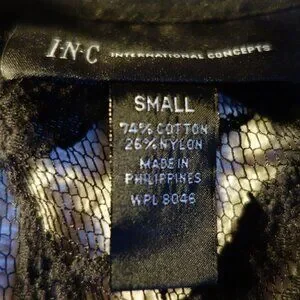 I·N·C INTERNATIONAL CONCEPTS
SMALL
74% COTTON
26% NYLON
MADE IN
PHILIPPINES
WPL 8046